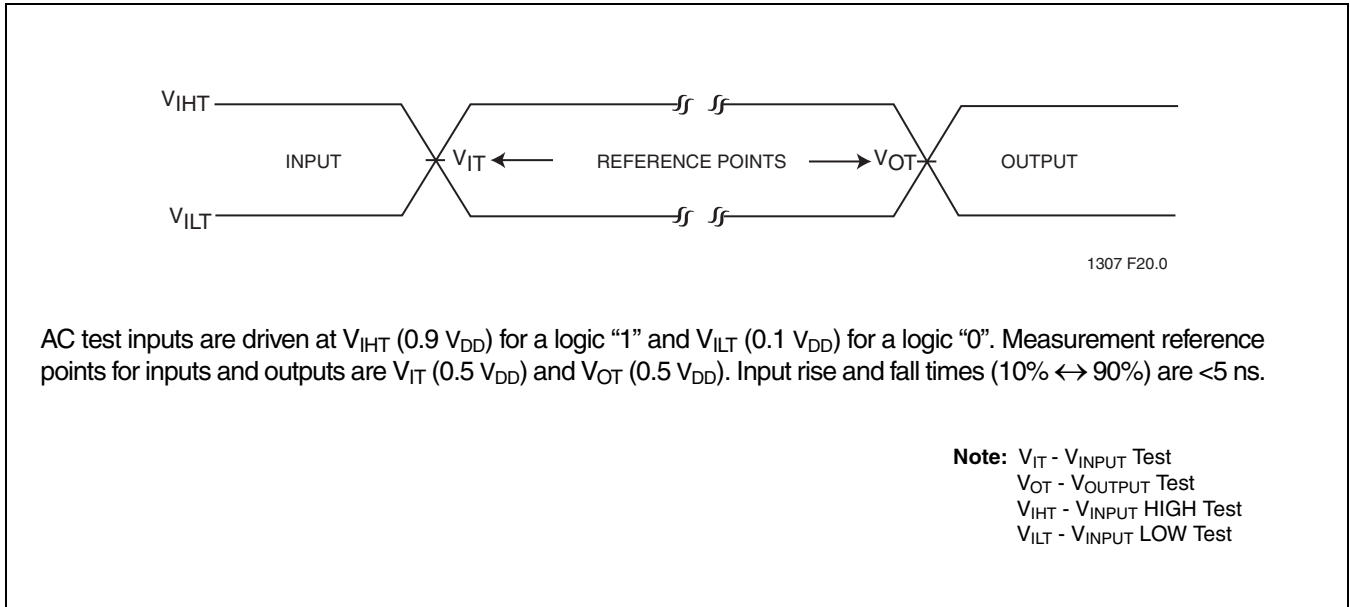 VIHT
INPUT VIT REFERENCE POINTS VOT OUTPUT
VILT
1307 F20.0
AC test inputs are driven at VIHT (0.9 VDD) for a logic “1” and VILT (0.1 VDD) for a logic “0”. Measurement reference
points for inputs and outputs are VIT (0.5 VDD) and VOT (0.5 VDD). Input rise and fall times (10% ↔ 90%) are <5 ns.
Note: VIT - VINPUT Test
VOT - VOUTPUT Test
VIHT - VINPUT HIGH Test
VILT - VINPUT LOW Test